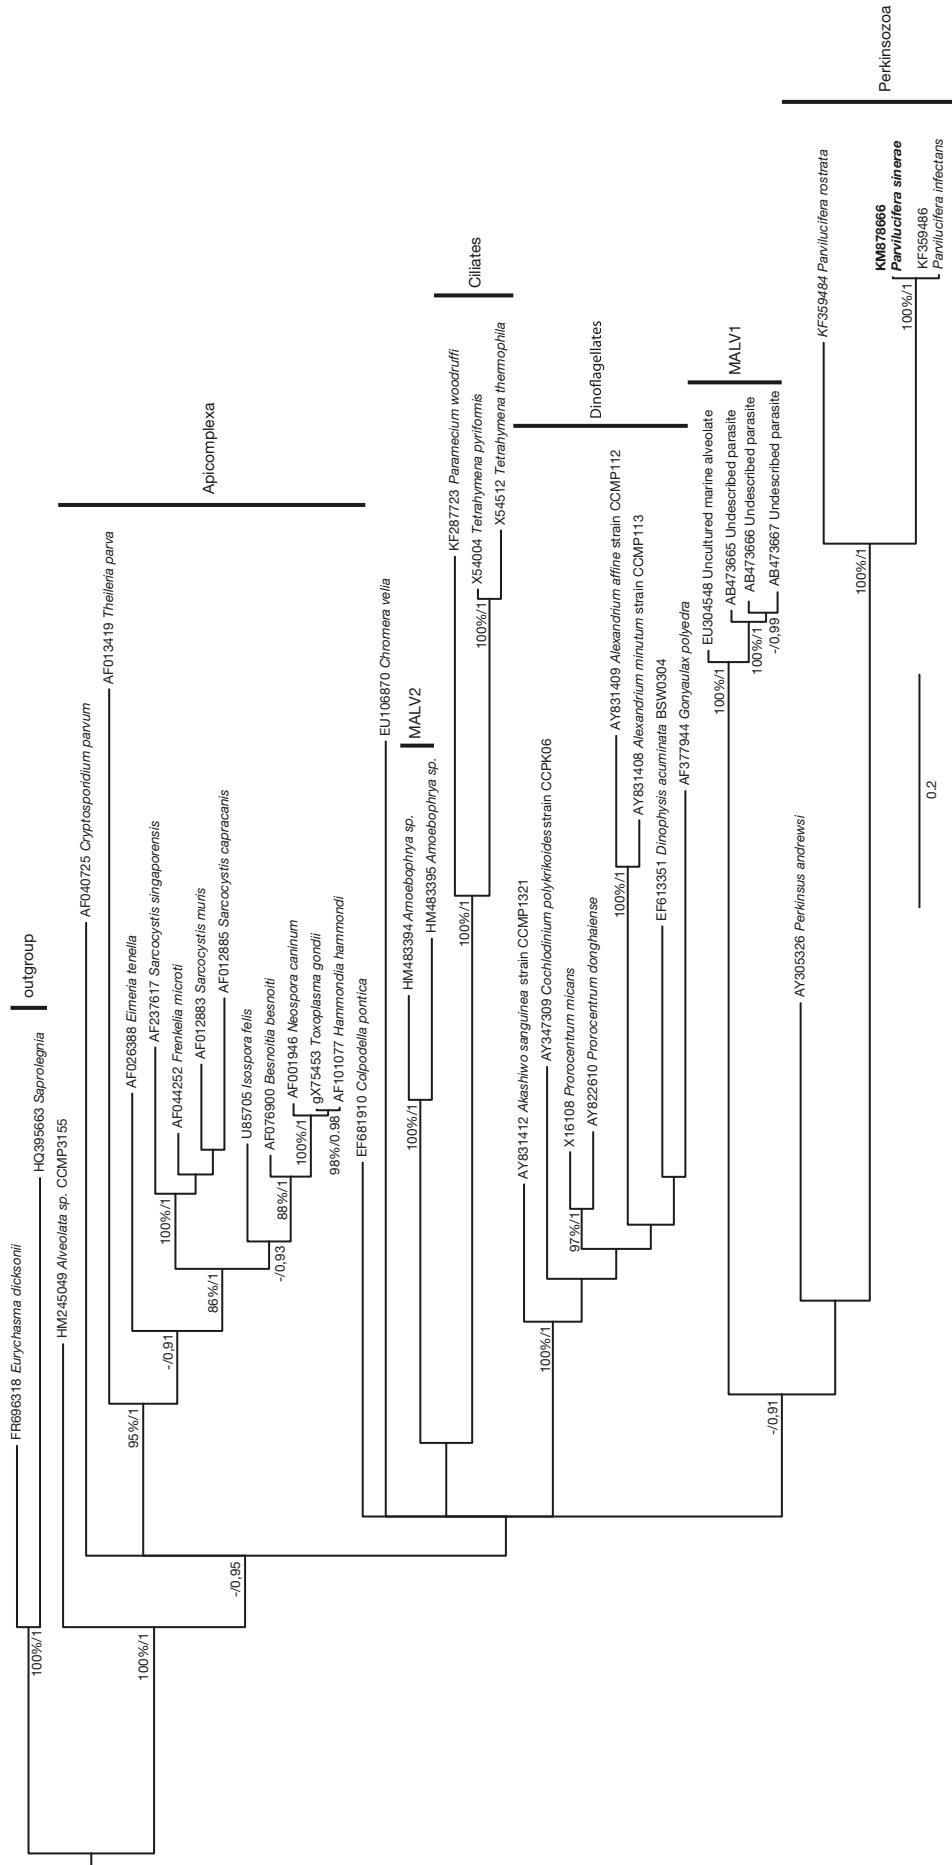 outgroup
FR696318 Eurychasma dicksonii
HQ395663 Saprolegnia
100%/1
HM245049 Alveolata sp. CCMP3155
100%/1
AF040725 Cryptosporidium parvum
AF013419 Theileria parva
Apicomplexa
95%/1
AF026388 Eimeria tenella
-/0,91
AF237617 Sarcocystis singaporensis
100%/1
AF044252 Frenkelia microti
AF012883 Sarcocystis muris
AF012885 Sarcocystis capracanis
86%/1
-/0,95
U85705 Isospora felis
AF076900 Besnoitia besnoiti
-/0,93
88%/1
AF001946 Neospora caninum
100%/1
gX75453 Toxoplasma gondii
98%/0.98
AF101077 Hammondia hammondi
EF681910 Colpodella pontica
EU106870 Chromera velia
MALV2
HM483394 Amoebophrya sp.
100%/1
HM483395 Amoebophrya sp.
Ciliates
KF287723 Paramecium woodruffi
100%/1
X54004 Tetrahymena pyriformis
100%/1
X54512 Tetrahymena thermophila
Dinoflagellates
AY831412 Akashiwo sanguinea strain CCMP1321
100%/1
AY347309 Cochlodinium polykrikoides strain CCPK06
X16108 Prorocentrum micans
97%/1
AY822610 Prorocentrum donghaiense
AY831409 Alexandrium affine strain CCMP112
100%/1
AY831408 Alexandrium minutum strain CCMP113
EF613351 Dinophysis acuminata BSW0304
AF377944 Gonyaulax polyedra
MALV1
EU304548 Uncultured marine alveolate
100%/1
AB473665 Undescribed parasite
AB473666 Undescribed parasite
100%/1
-/0,99
AB473667 Undescribed parasite
-/0,91
AY305326 Perkinsus andrewsi
Perkinsozoa
KF359484 Parvilucifera rostrata
100%/1
KM878666
Parvilucifera sinerae
100%/1
KF359486
Parvilucifera infectans
0.2